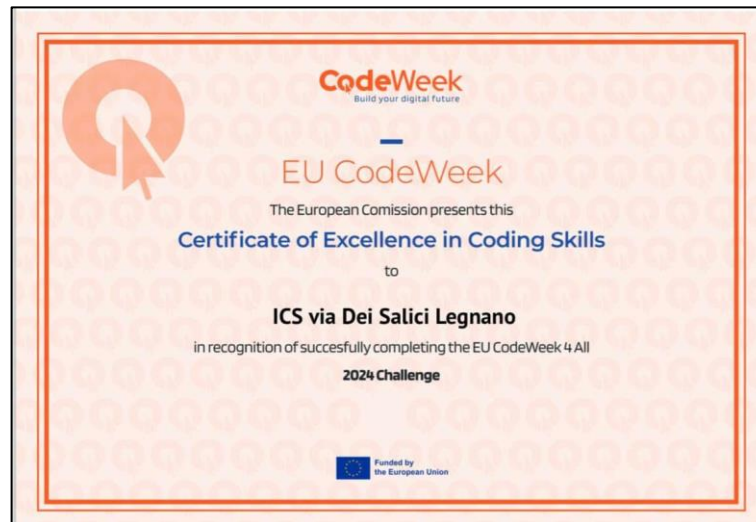 CodeWeek
Build your digital future
EU CodeWeek
The European Comission presents this
Certificate of Excellence in Coding Skills
to
ICS via Dei Salici Legnano
in recognition of succesfully completing the EU CodeWeek 4 All
2024 Challenge
Funded by
the European Union